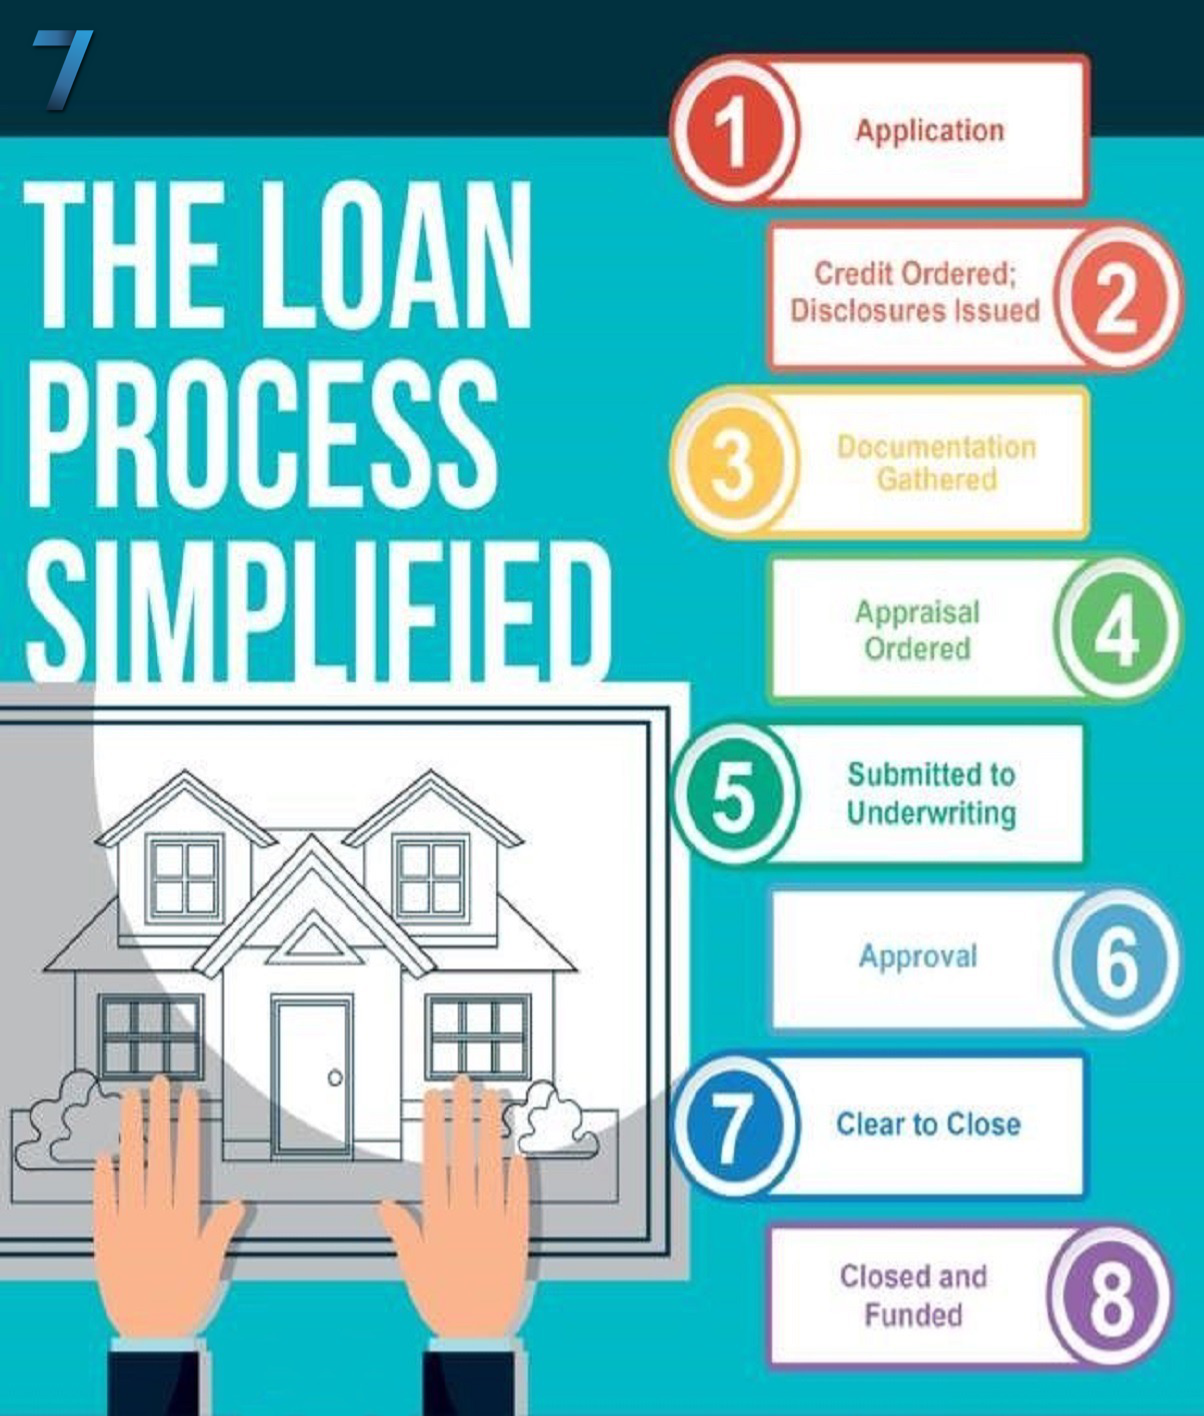 7
THE LOAN
PROCESS
SIMPLIFIED
1
Application
Credit Ordered;
Disclosures Issued
2
3
Documentation
Gathered
Appraisal
Ordered
4
5
Submitted to
Underwriting
Approval
6
7
Clear to Close
Closed and
Funded
8